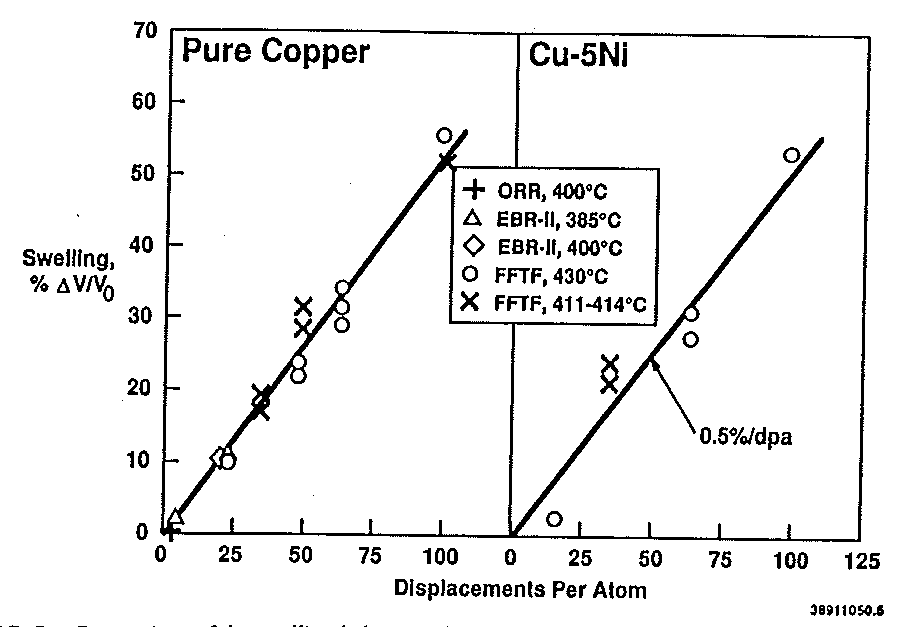 70
Pure Copper
Cu-5Ni
60
50
ORR, 400°C
EBR-II, 385°C
EBR-II, 400°C
FFTF, 430°C
FFTF, 411-414°C
40
Swelling,
% ΔV/V0
30
20
0.5%/dpa
10
0
0 25 50 75 100 0 25 50 75 100 125
Displacements Per Atom
38911050.6